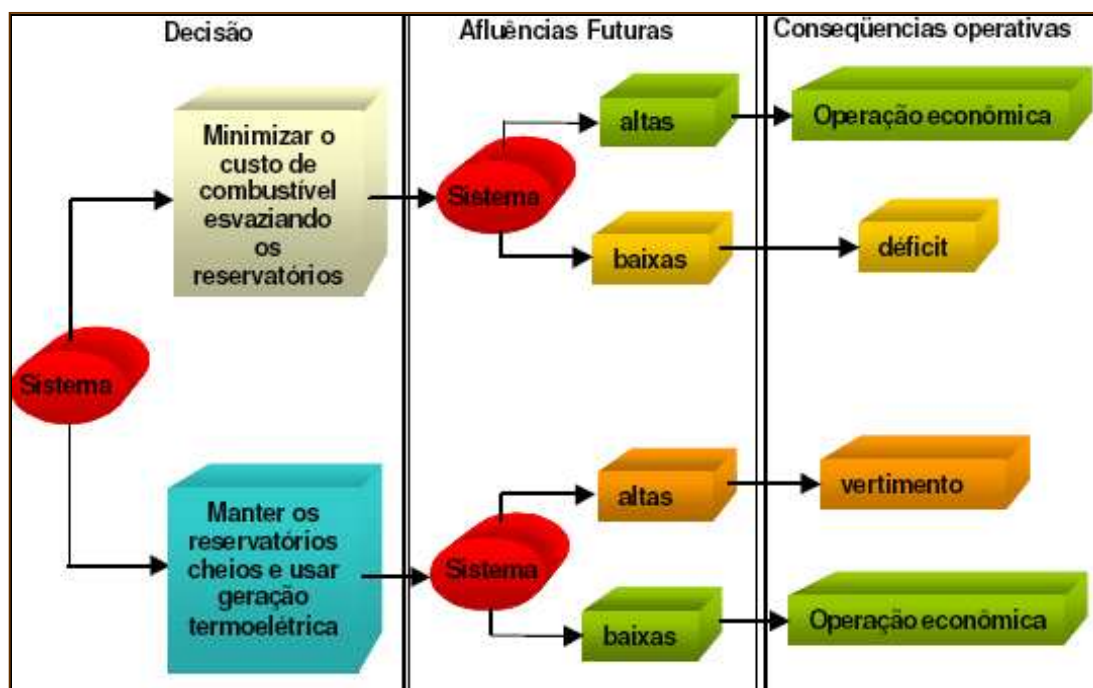 Decisão
Afluências Futuras
Conseqüencias operativas
Minimizar o
custo de
combustível
esvaziando
os
reservatórios
Sistema
altas
Operação econômica
baixas
déficit
Sistema
Manter os
reservatórios
cheios e usar
geração
termoelétrica
Sistema
altas
vertimento
baixas
Operação econômica